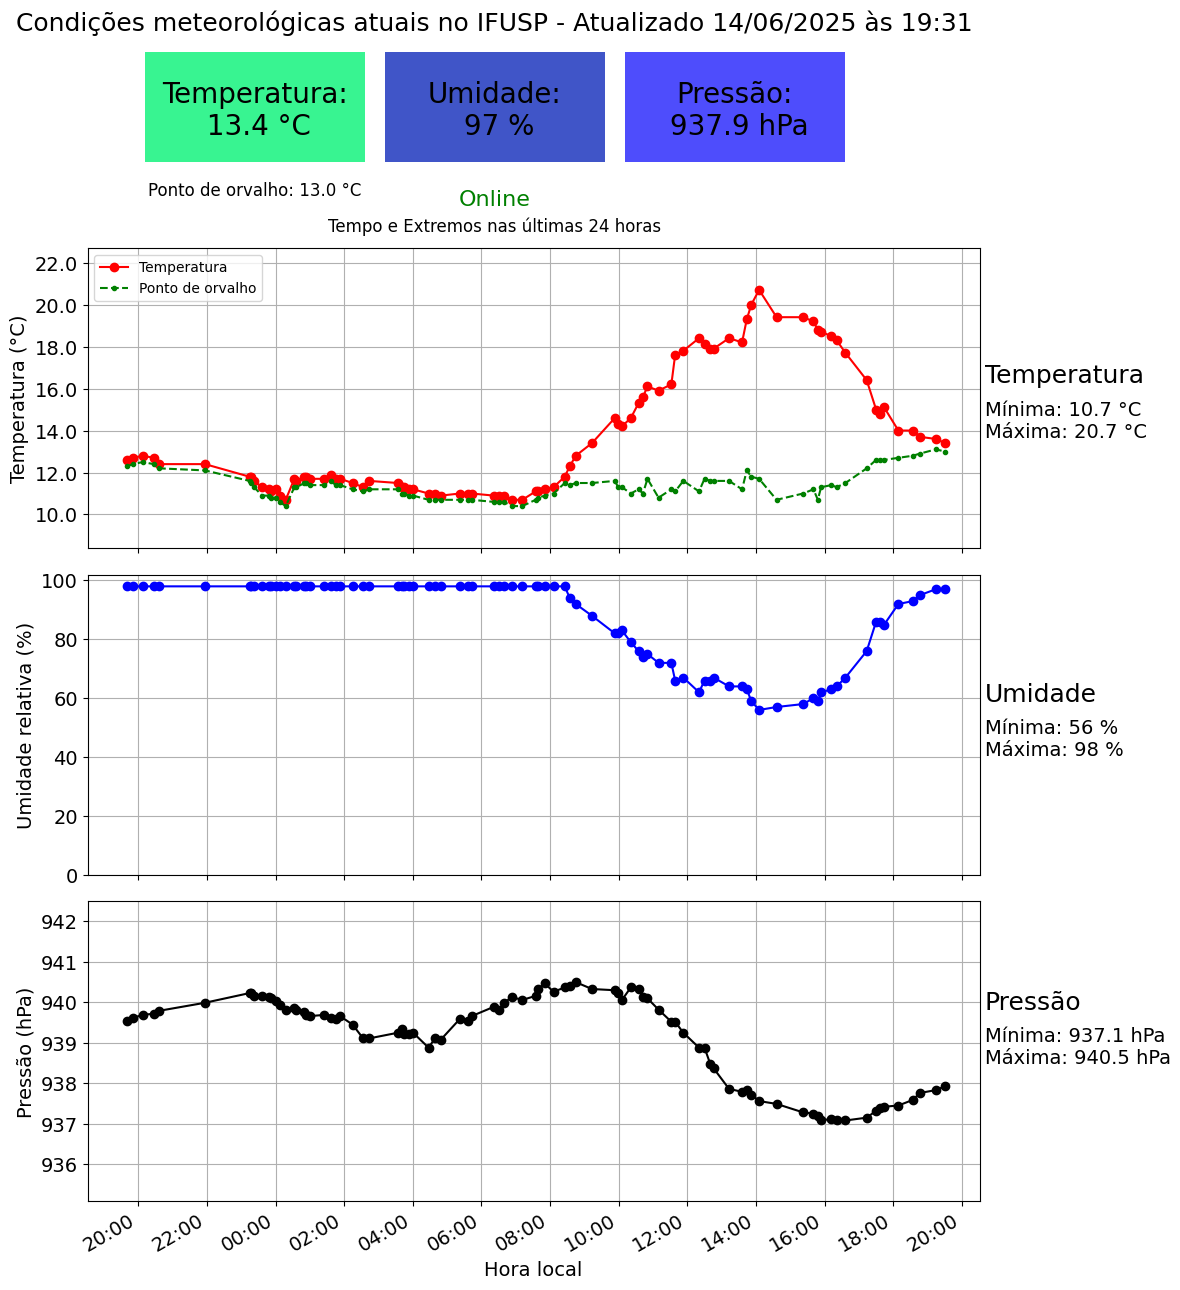 Condições meteorológicas atuais no IFUSP - Atualizado 14/06/2025 às 19:31
Temperatura:
13.4 °C
Umidade:
97 %
Pressão:
937.9 hPa
Ponto de orvalho: 13.0 °C
Online
Tempo e Extremos nas últimas 24 horas
Temperatura (°C)
22.0
20.0
18.0
16.0
14.0
12.0
10.0
Temperatura
Ponto de orvalho
Temperatura
Mínima: 10.7 °C
Máxima: 20.7 °C
Umidade relativa (%)
100
80
60
40
20
0
Umidade
Mínima: 56 %
Máxima: 98 %
Pressão (hPa)
942
941
940
939
938
937
936
Pressão
Mínima: 937.1 hPa
Máxima: 940.5 hPa
20:00 22:00 00:00 02:00 04:00 06:00 08:00 10:00 12:00 14:00 16:00 18:00 20:00
Hora local